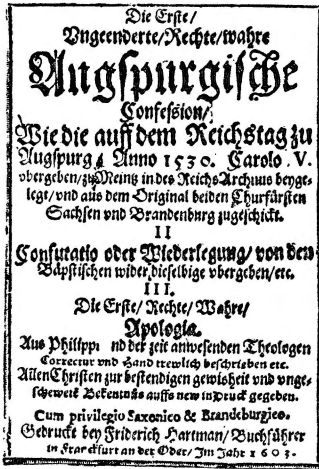 Die Erste/
Vngeenderte/Rechte/wahre
Augſpurgiſche
Confeſſion/
Wie die auff dem Reichstag zu
Augſpurg/ Anno 1530. Carolo. V.
vbergeben/zu Meintz in des Reichs Archiuis beyge-
legt/vnd aus dem Original beiden Churfürſten
Sachſen vnd Brandenburg zugeſchickt.
II
Confutatio oder Wiederlegung/von den
Bäpſtiſchen wider dieſelbige vbergeben/etc.
III.
Die Erſte/Rechte/Wahre/
Apologia.
Aus Philippi nd der zeit anweſenden Theologen
Correctur vnd Hand trewlich beſchrieben etc.
Allen Chriſten zur beſtendigen gewisheit vnd vnge-
ſcheweten Bekentnüs auffs new in Druck gegeben.
Cum privilegio Saxonico & Brandeburgico.
Gedruckt bey Friderich Hartman/Buchführer
in Franckfurt an der Oder/Im Jahr 1603.